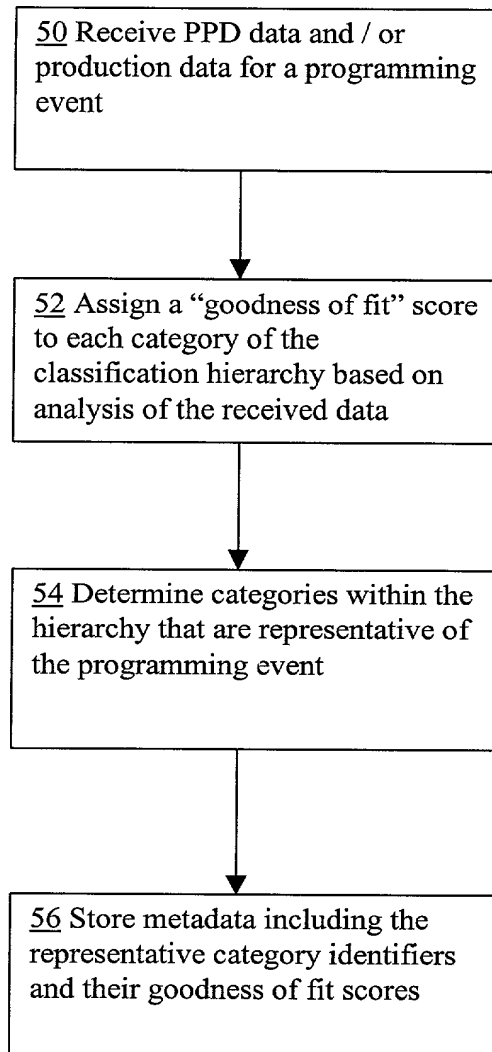 50 Receive PPD data and / or
production data for a programming
event
52 Assign a “goodness of fit” score
to each category of the
classification hierarchy based on
analysis of the received data
54 Determine categories within the
hierarchy that are representative of
the programming event
56 Store metadata including the
representative category identifiers
and their goodness of fit scores